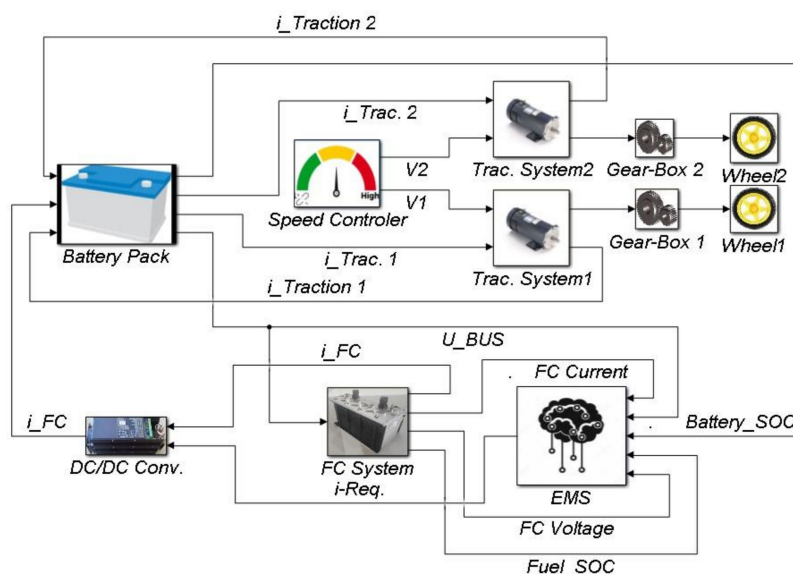 i_Traction 2
i_Trac. 2
V2
High
V1
Speed Controler
Trac. System2
Gear-Box 2
Wheel2
Battery Pack
i_Trac. 1
Trac. System1
Gear-Box 1
Wheel1
i_Traction 1
U_BUS
i_FC
FC Current
i_FC
Battery_SOC
DC/DC Conv.
FC System
i-Req.
EMS
FC Voltage
Fuel_SOC